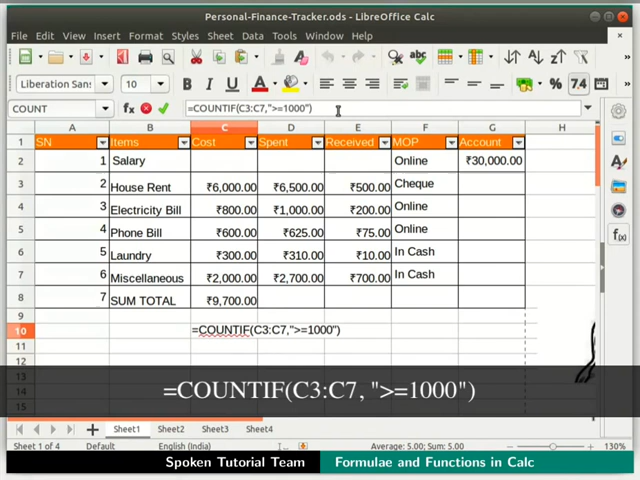 Personal-Finance-Tracker.ods - LibreOffice Calc
File Edit View Insert Format Styles Sheet Data Tools Window Help
Liberation Sans 10 B I U A % 7.4
COUNT =COUNTIF(C3:C7,">=1000")
A B C D E F G H
1 SN Items Cost Spent Received MOP Account
2 1 Salary Online ₹30,000.00
3 2 House Rent ₹6,000.00 ₹6,500.00 ₹500.00 Cheque
4 3 Electricity Bill ₹800.00 ₹1,000.00 ₹200.00 Online
5 4 Phone Bill ₹600.00 ₹625.00 ₹75.00 Online
6 5 Laundry ₹300.00 ₹310.00 ₹10.00 In Cash
7 6 Miscellaneous ₹2,000.00 ₹2,700.00 ₹700.00 In Cash
8 7 SUM TOTAL ₹9,700.00
9
10 =COUNTIF(C3:C7,">=1000")
11
12
13
=COUNTIF(C3:C7, ">=1000")
14
15
Sheet1 Sheet2 Sheet3 Sheet4
Sheet 1 of 4 Default English (India) Average: 5.00; Sum: 5.00 130%
Spoken Tutorial Team Formulae and Functions in Calc